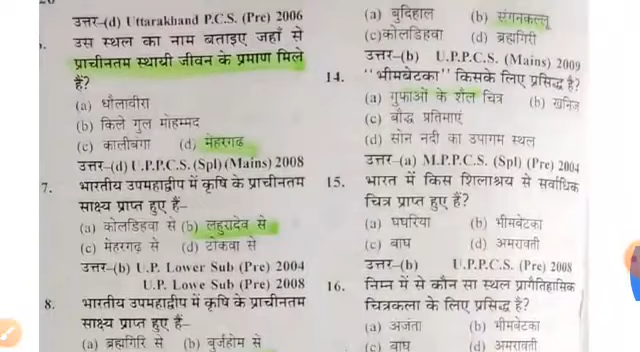 उत्तर-(d) Uttarakhand P.C.S. (Pre) 2006
उस स्थल का नाम बताइए जहाँ से
प्राचीनतम स्थायी जीवन के प्रमाण मिले
हैं?
(a) धौलावीरा
(b) किले गुल मोहम्मद
(c) कालीबंगा (d) मेहरगढ़
उत्तर-(d) U.P.P.C.S. (Spl) (Mains) 2008
7. भारतीय उपमहाद्वीप में कृषि के प्राचीनतम
साक्ष्य प्राप्त हुए हैं-
(a) कोलडिहवा से (b) लहुरादेव से
(c) मेहरगढ़ से (d) टोकवा से
उत्तर-(b) U.P. Lower Sub (Pre) 2004
U.P. Lowe Sub (Pre) 2008
8. भारतीय उपमहाद्वीप में कृषि के प्राचीनतम
साक्ष्य प्राप्त हुए हैं-
(a) ब्रह्मगिरि से (b) बुर्जहोम से
(a) बुदिहाल (b) संगनकल्लू
(c) कोलडिहवा (d) ब्रह्मगिरी
उत्तर-(b) U.P.P.C.S. (Mains) 2009
14. ''भीमबेटका'' किसके लिए प्रसिद्ध है?
(a) गुफाओं के शैल चित्र (b) खनिज
(c) बौद्ध प्रतिमाएं
(d) सोन नदी का उपागम स्थल
उत्तर-(a) M.P.P.C.S. (Spl) (Pre) 2004
15. भारत में किस शिलाश्रय से सर्वाधिक
चित्र प्राप्त हुए हैं?
(a) घघरिया (b) भीमबेटका
(c) बाघ (d) अमरावती
उत्तर-(b) U.P.P.C.S. (Pre) 2008
16. निम्न में से कौन सा स्थल प्रागैतिहासिक
चित्रकला के लिए प्रसिद्ध है?
(a) अजंता (b) भीमबेटका
(c) बाघ (d) अमरावती